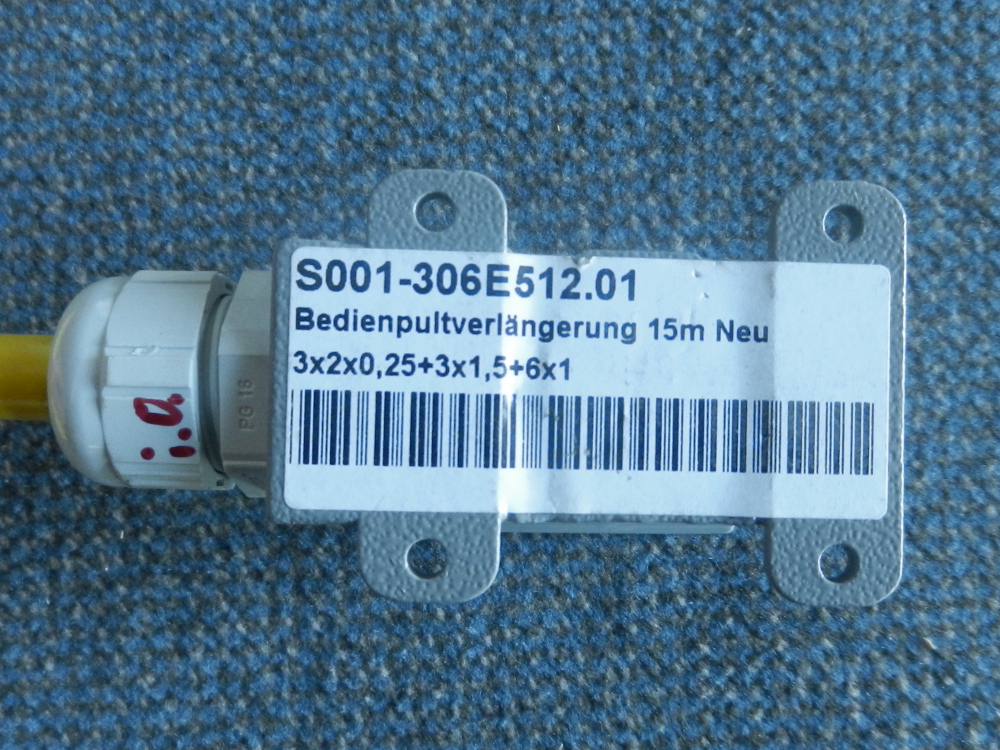 S001-306E512.01
Bedienpultverlängerung 15m Neu
3x2x0,25+3x1,5+6x1
PG 16
i.o.